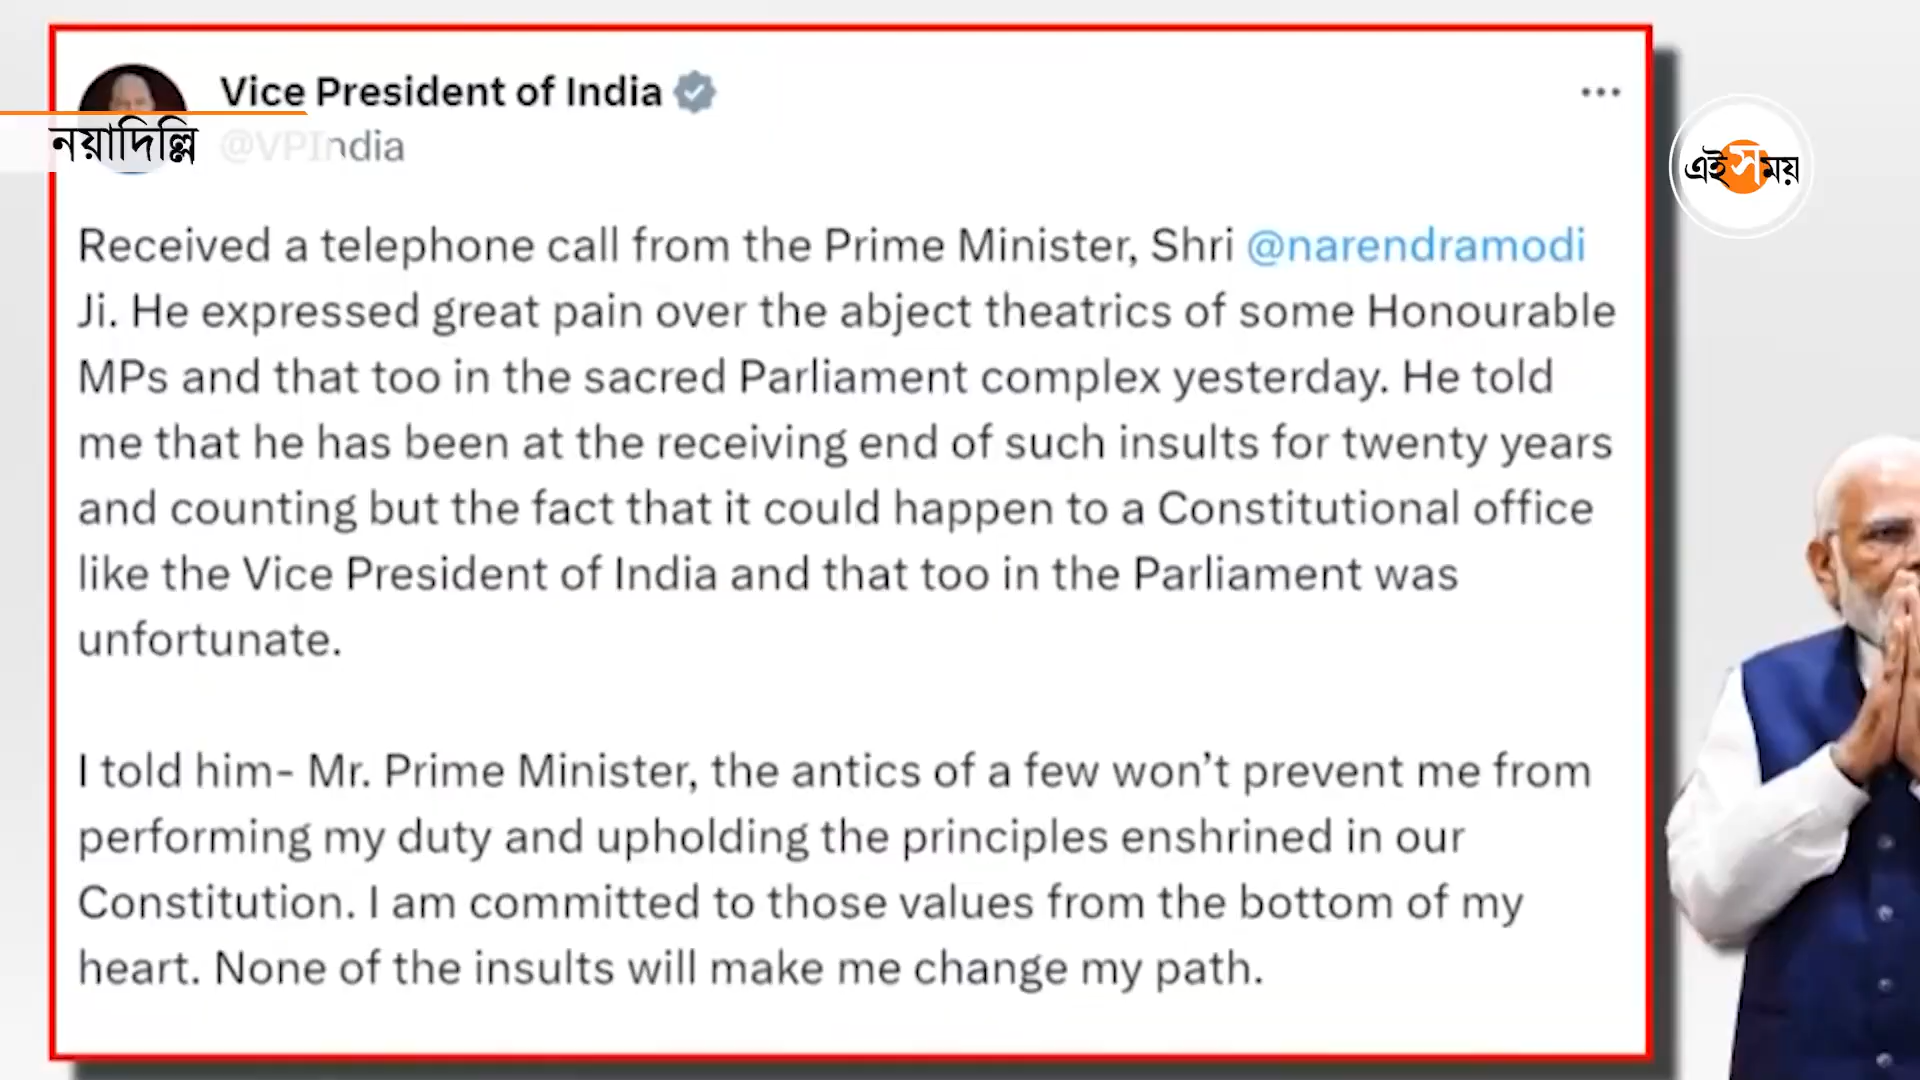 Vice President of India
@VPIndia
নয়াদিল্লি
এই সময়
Received a telephone call from the Prime Minister, Shri @narendramodi
Ji. He expressed great pain over the abject theatrics of some Honourable
MPs and that too in the sacred Parliament complex yesterday. He told
me that he has been at the receiving end of such insults for twenty years
and counting but the fact that it could happen to a Constitutional office
like the Vice President of India and that too in the Parliament was
unfortunate.
I told him- Mr. Prime Minister, the antics of a few won’t prevent me from
performing my duty and upholding the principles enshrined in our
Constitution. I am committed to those values from the bottom of my
heart. None of the insults will make me change my path.